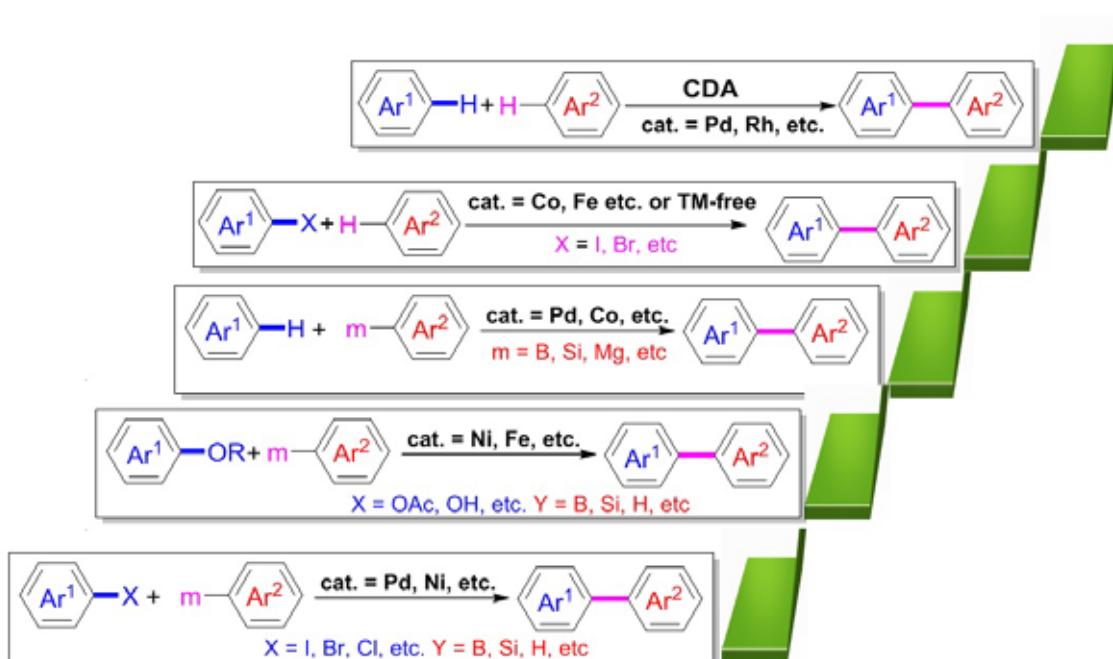 Ar¹ H + H Ar² CDA Ar¹ Ar²
cat. = Pd, Rh, etc.
Ar¹ X + H Ar² cat. = Co, Fe etc. or TM-free Ar¹ Ar²
X = I, Br, etc
Ar¹ H + m Ar² cat. = Pd, Co, etc. Ar¹ Ar²
m = B, Si, Mg, etc
Ar¹ OR + m Ar² cat. = Ni, Fe, etc. Ar¹ Ar²
X = OAc, OH, etc. Y = B, Si, H, etc
Ar¹ X + m Ar² cat. = Pd, Ni, etc. Ar¹ Ar²
X = I, Br, Cl, etc. Y = B, Si, H, etc